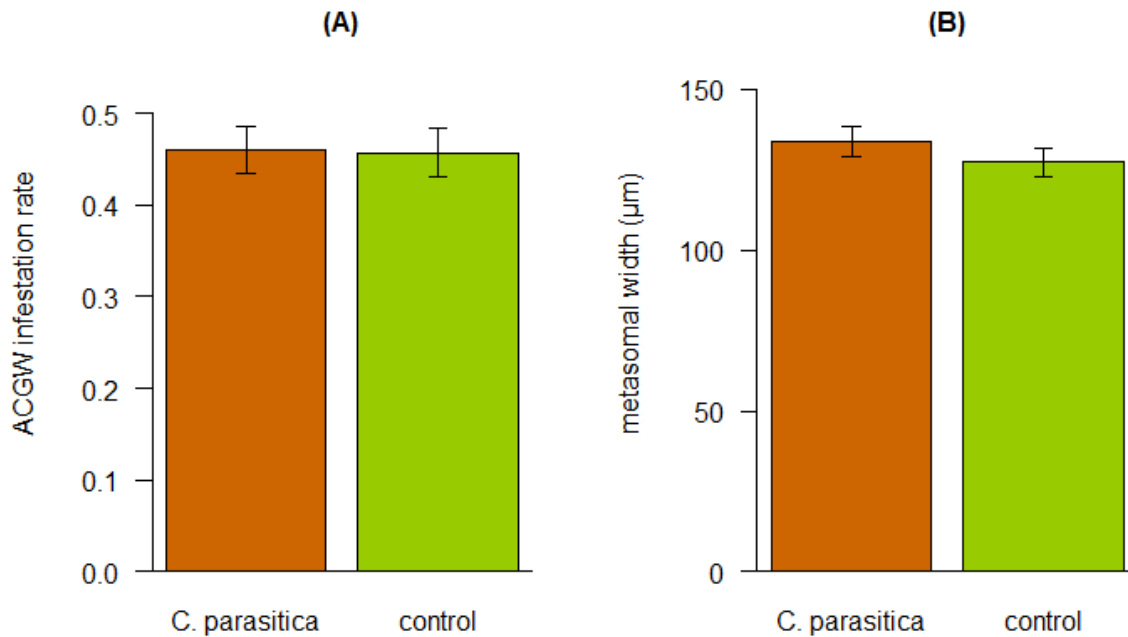 (A)
ACGW infestation rate
0.5
0.4
0.3
0.2
0.1
0.0
C. parasitica
control
(B)
metasomal width (µm)
150
100
50
0
C. parasitica
control